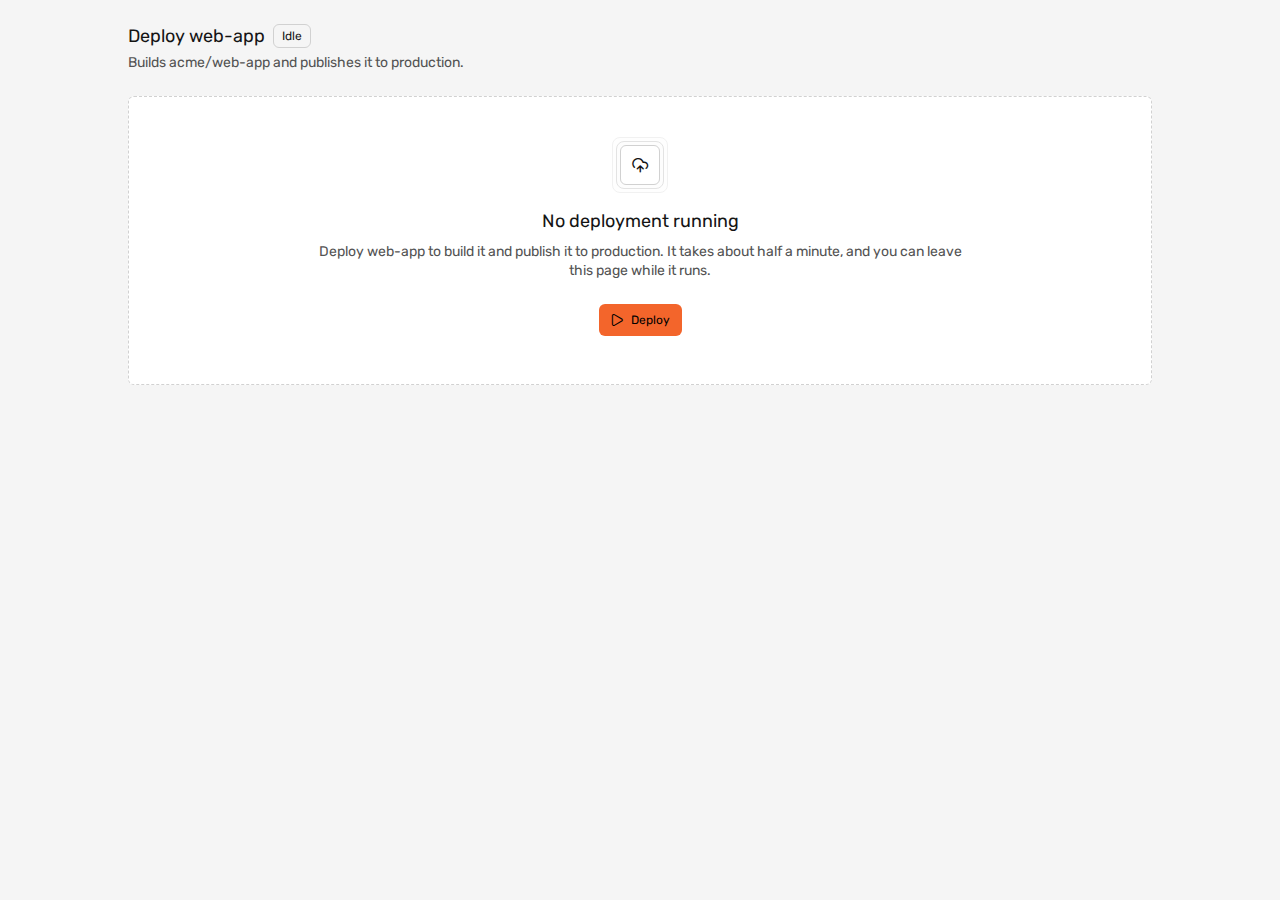 Deploy web-app
Idle
Builds acme/web-app and publishes it to production.
No deployment running
Deploy web-app to build it and publish it to production. It takes about half a minute, and you can leave
this page while it runs.
Deploy